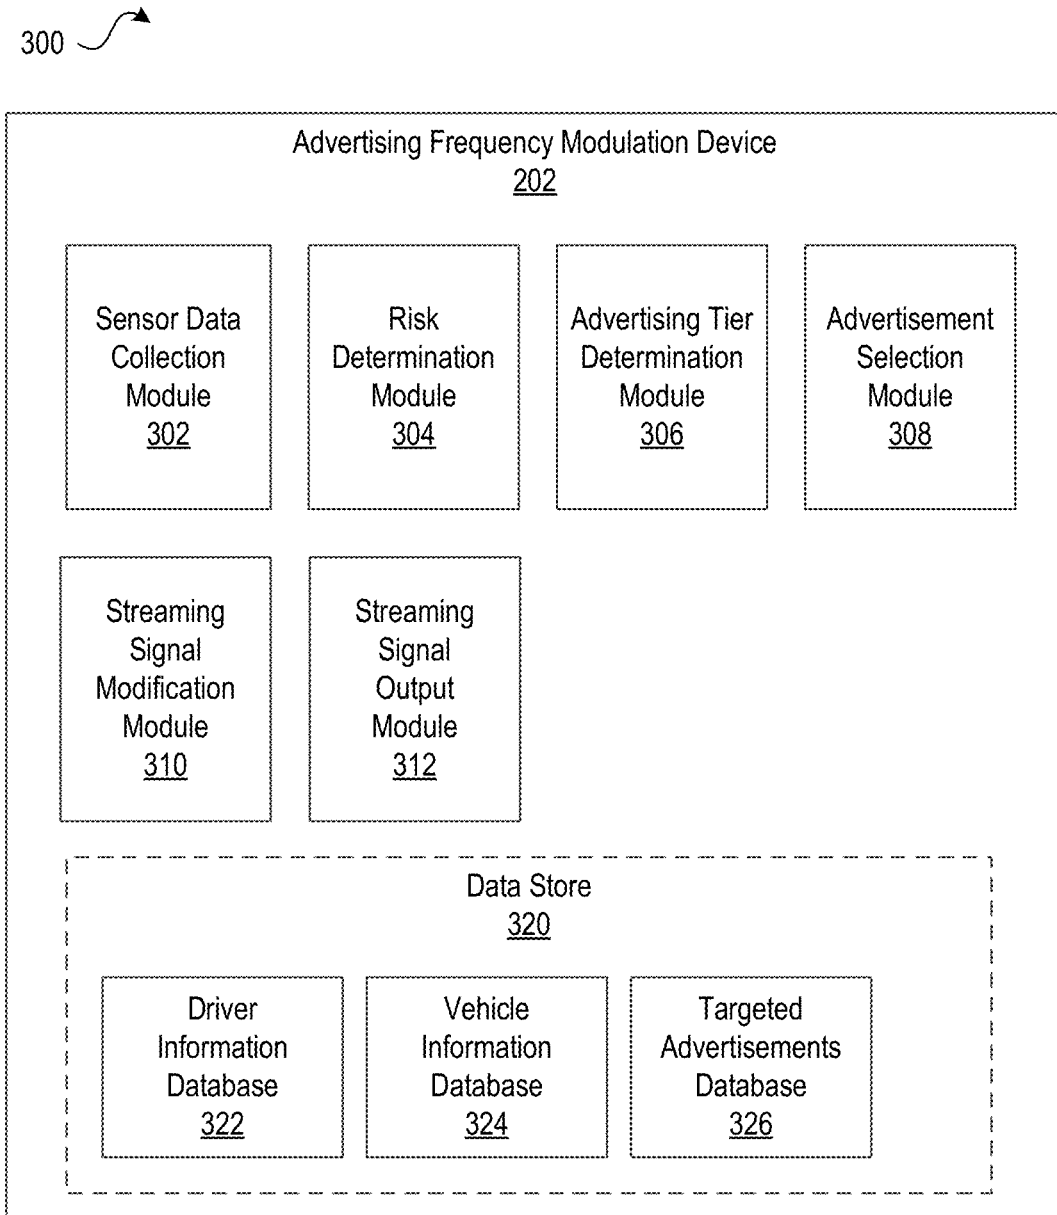 300
Advertising Frequency Modulation Device
202
Sensor Data
Collection
Module
302
Risk
Determination
Module
304
Advertising Tier
Determination
Module
306
Advertisement
Selection
Module
308
Streaming
Signal
Modification
Module
310
Streaming
Signal
Output
Module
312
Data Store
320
Driver
Information
Database
322
Vehicle
Information
Database
324
Targeted
Advertisements
Database
326